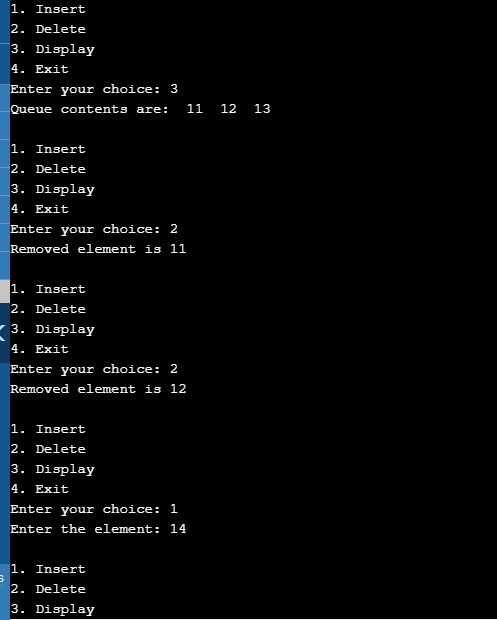 1. Insert
2. Delete
3. Display
4. Exit
Enter your choice: 3
Queue contents are:  11  12  13
1. Insert
2. Delete
3. Display
4. Exit
Enter your choice: 2
Removed element is 11
1. Insert
2. Delete
3. Display
4. Exit
Enter your choice: 2
Removed element is 12
1. Insert
2. Delete
3. Display
4. Exit
Enter your choice: 1
Enter the element: 14
1. Insert
2. Delete
3. Display